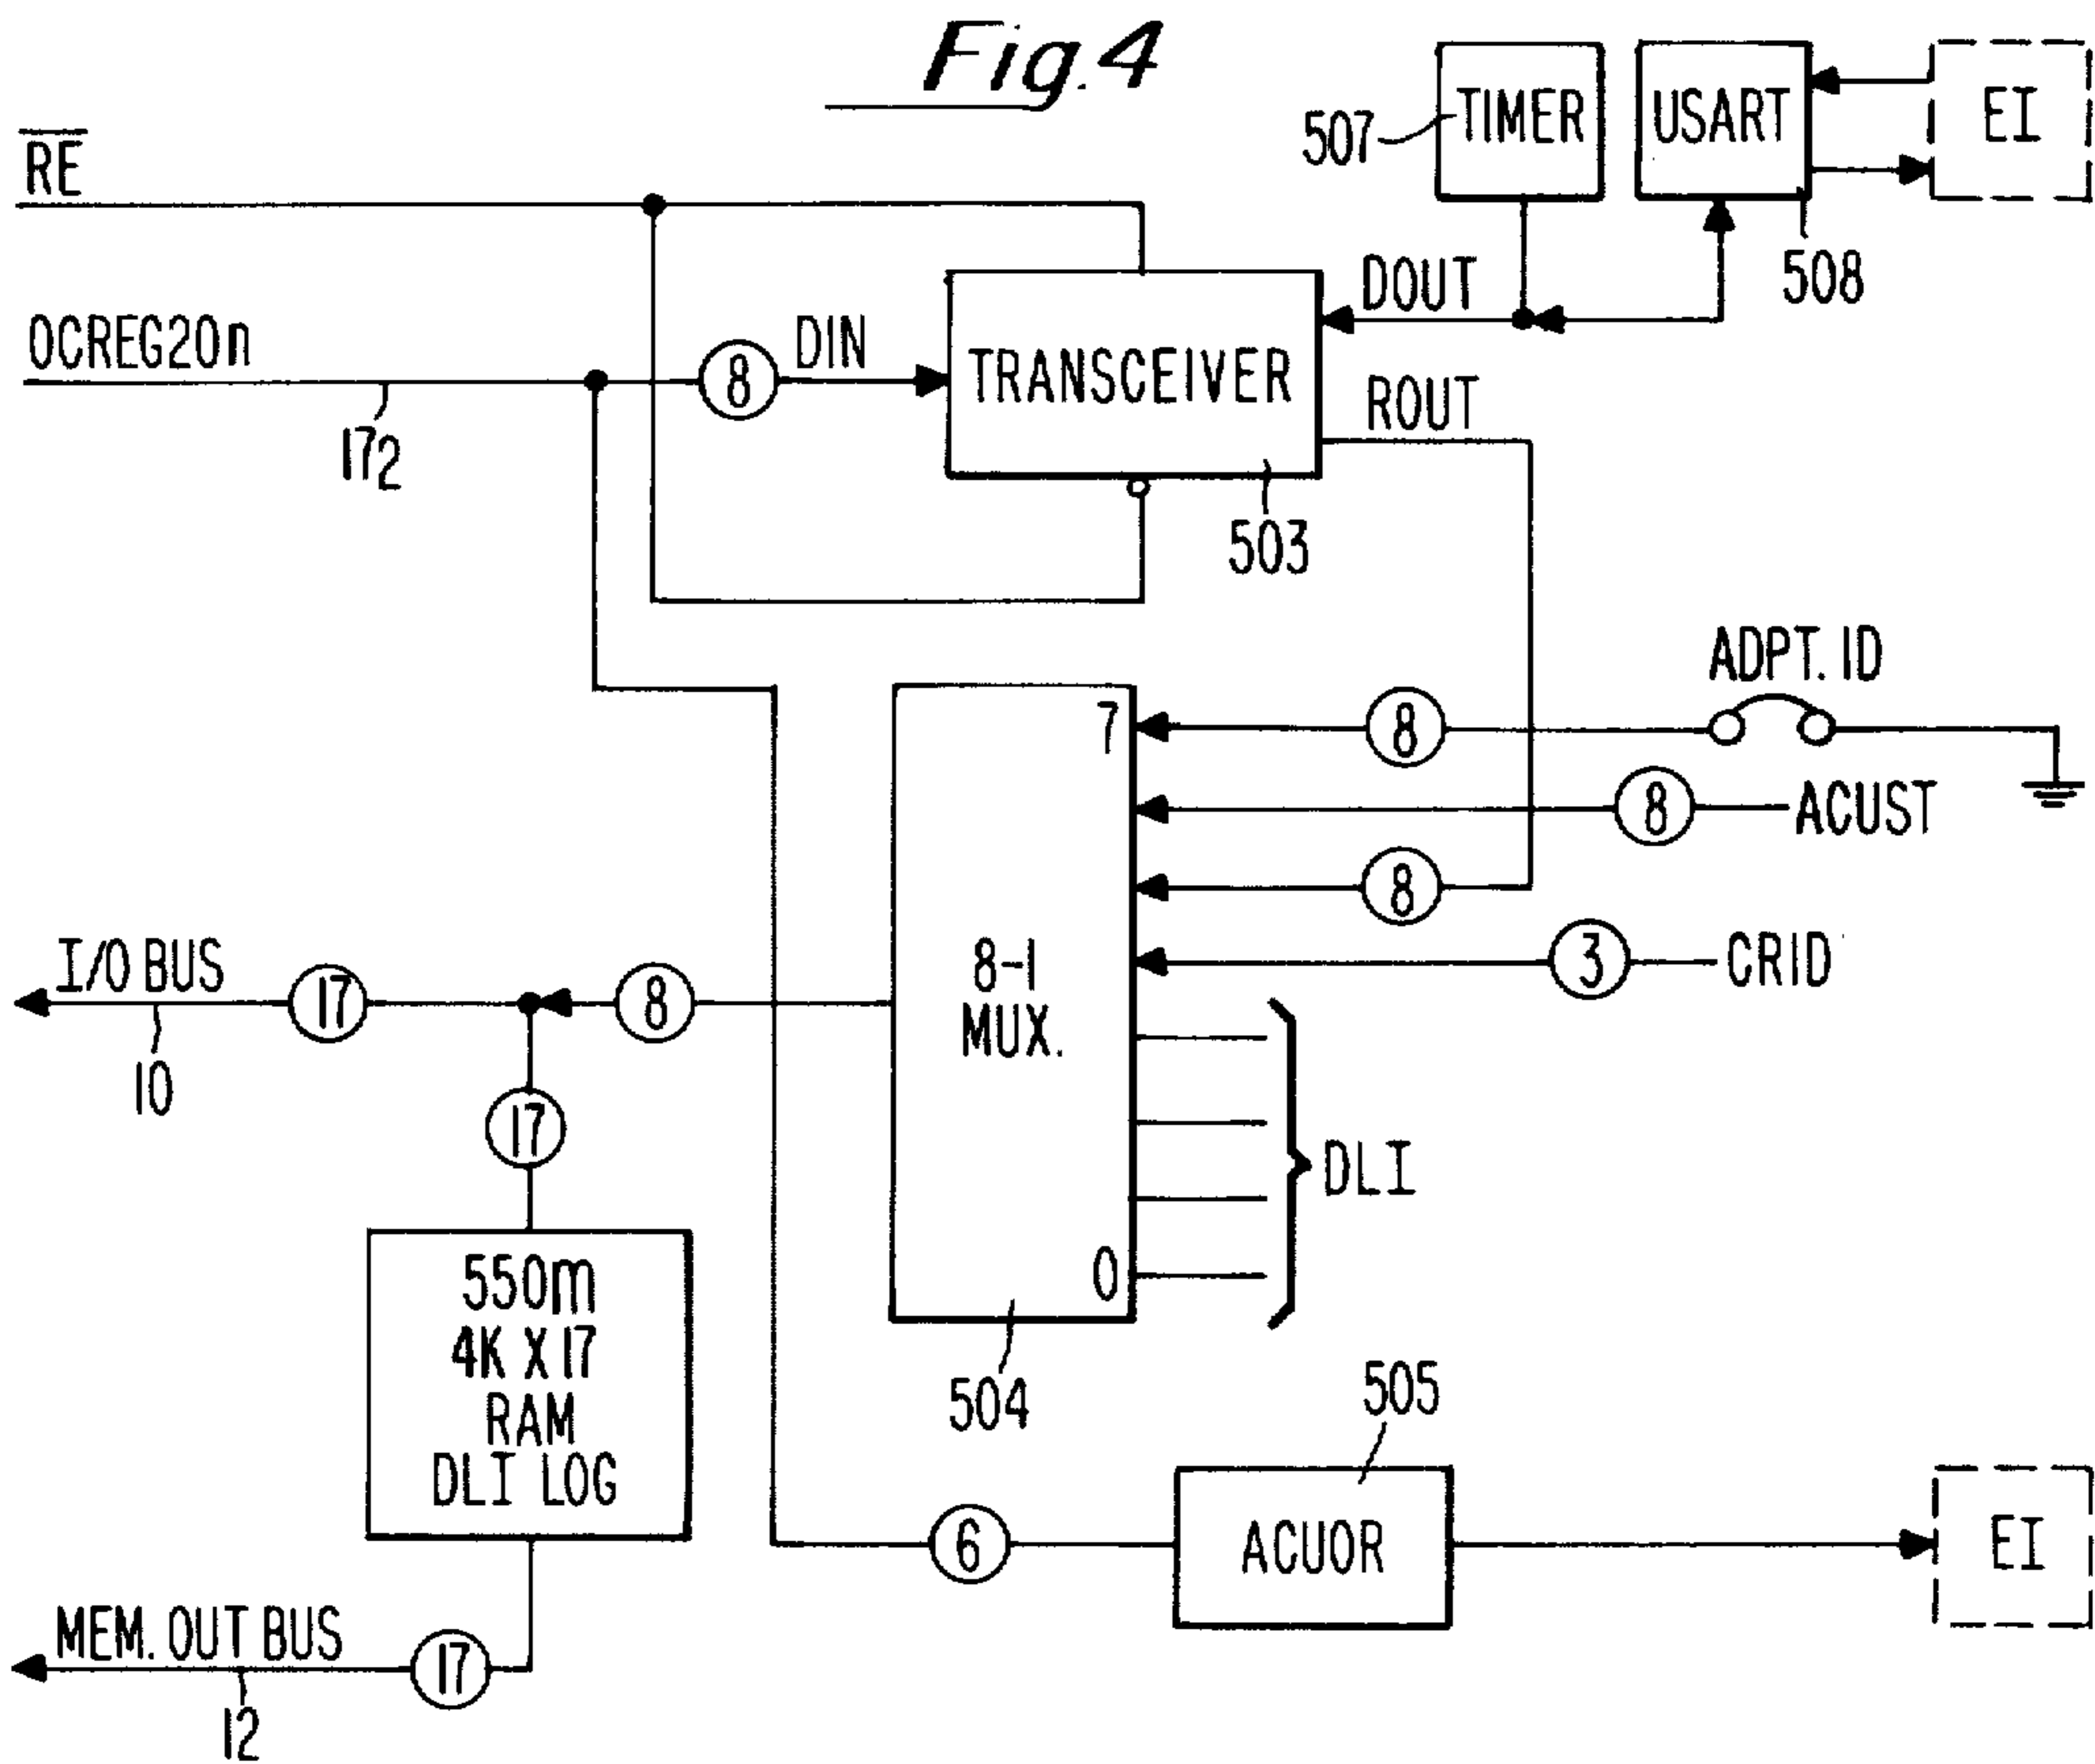 Fig. 4
RE
507
TIMER
USART
EI
508
OCREG20n
8
DIN
TRANSCEIVER
DOUT
ROUT
17₂
503
ADPT. ID
7
8
8
ACUST
8
8-1
MUX.
3
CRID
I/O BUS
17
8
10
17
DLI
0
550m
4K X 17
RAM
DLI LOG
504
505
6
ACUOR
EI
MEM. OUT BUS
17
12